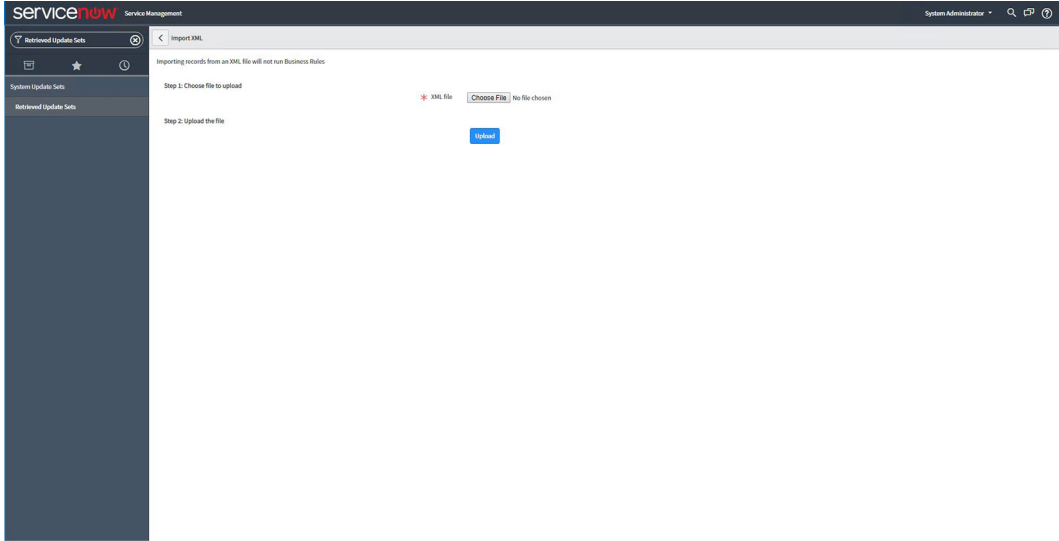 servicenow Service Management
System Administrator
Retrieved Update Sets
Import XML
Importing records from an XML file will not run Business Rules
System Update Sets
Step 1: Choose file to upload
XML file Choose File No file chosen
Retrieved Update Sets
Step 2: Upload the file
Upload